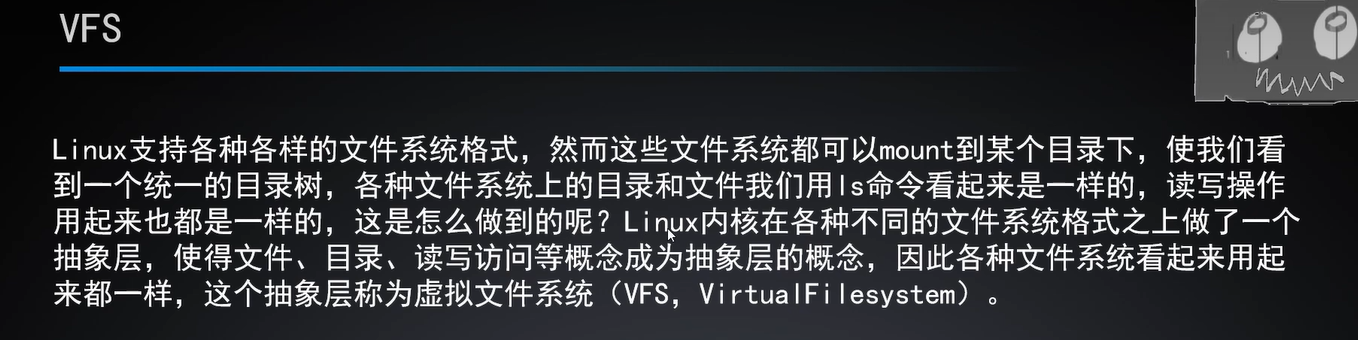 VFS
Linux支持各种各样的文件系统格式，然而这些文件系统都可以mount到某个目录下，使我们看
到一个统一的目录树，各种文件系统上的目录和文件我们用ls命令看起来是一样的，读写操作
用起来也都是一样的，这是怎么做到的呢？Linux内核在各种不同的文件系统格式之上做了一个
抽象层，使得文件、目录、读写访问等概念成为抽象层的概念，因此各种文件系统看起来用起
来都一样，这个抽象层称为虚拟文件系统（VFS，VirtualFilesystem）。